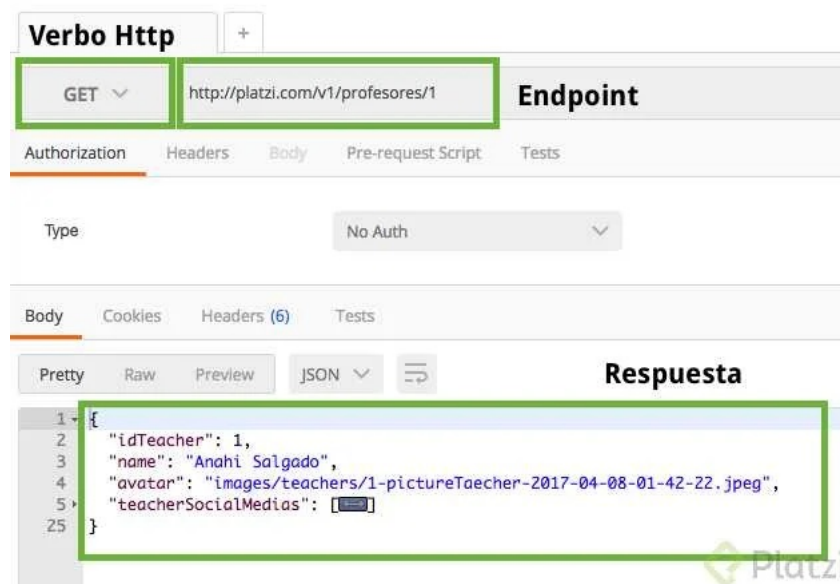 Verbo Http
+
GET
http://platzi.com/v1/profesores/1
Endpoint
Authorization Headers Body Pre-request Script Tests
Type No Auth
Body Cookies Headers (6) Tests
Pretty Raw Preview JSON Respuesta
1 {
2 "idTeacher": 1,
3 "name": "Anahi Salgado",
4 "avatar": "images/teachers/1-pictureTaecher-2017-04-08-01-42-22.jpeg",
5 "teacherSocialMedias": [↔]
25 }
Platzi